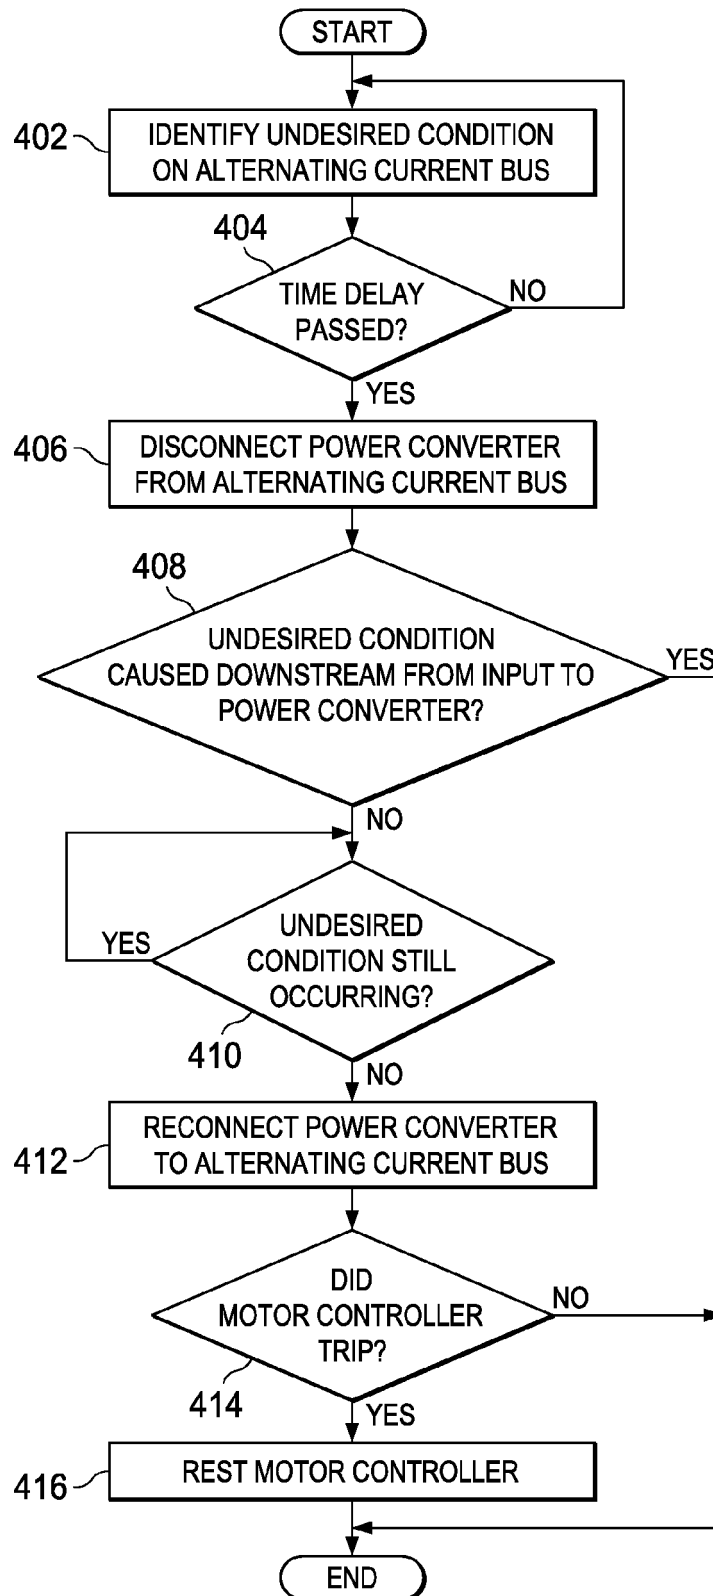 START
402
IDENTIFY UNDESIRED CONDITION
ON ALTERNATING CURRENT BUS
404
TIME DELAY
PASSED?
NO
YES
406
DISCONNECT POWER CONVERTER
FROM ALTERNATING CURRENT BUS
408
UNDESIRED CONDITION
CAUSED DOWNSTREAM FROM INPUT TO
POWER CONVERTER?
YES
NO
YES
UNDESIRED
CONDITION STILL
OCCURRING?
410
NO
412
RECONNECT POWER CONVERTER
TO ALTERNATING CURRENT BUS
DID
MOTOR CONTROLLER
TRIP?
NO
414
YES
416
REST MOTOR CONTROLLER
END